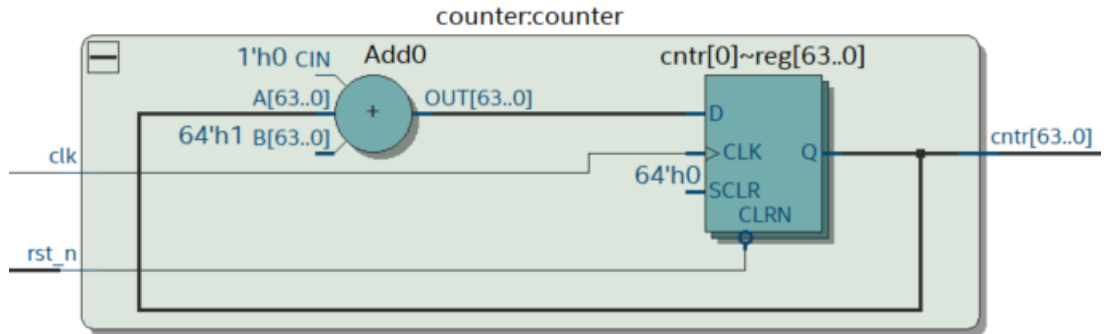 counter:counter
1'h0 CIN
Add0
cntr[0]~reg[63..0]
A[63..0]
+
OUT[63..0]
D
64'h1 B[63..0]
cntr[63..0]
clk
CLK
Q
64'h0
SCLR
CLRN
rst_n